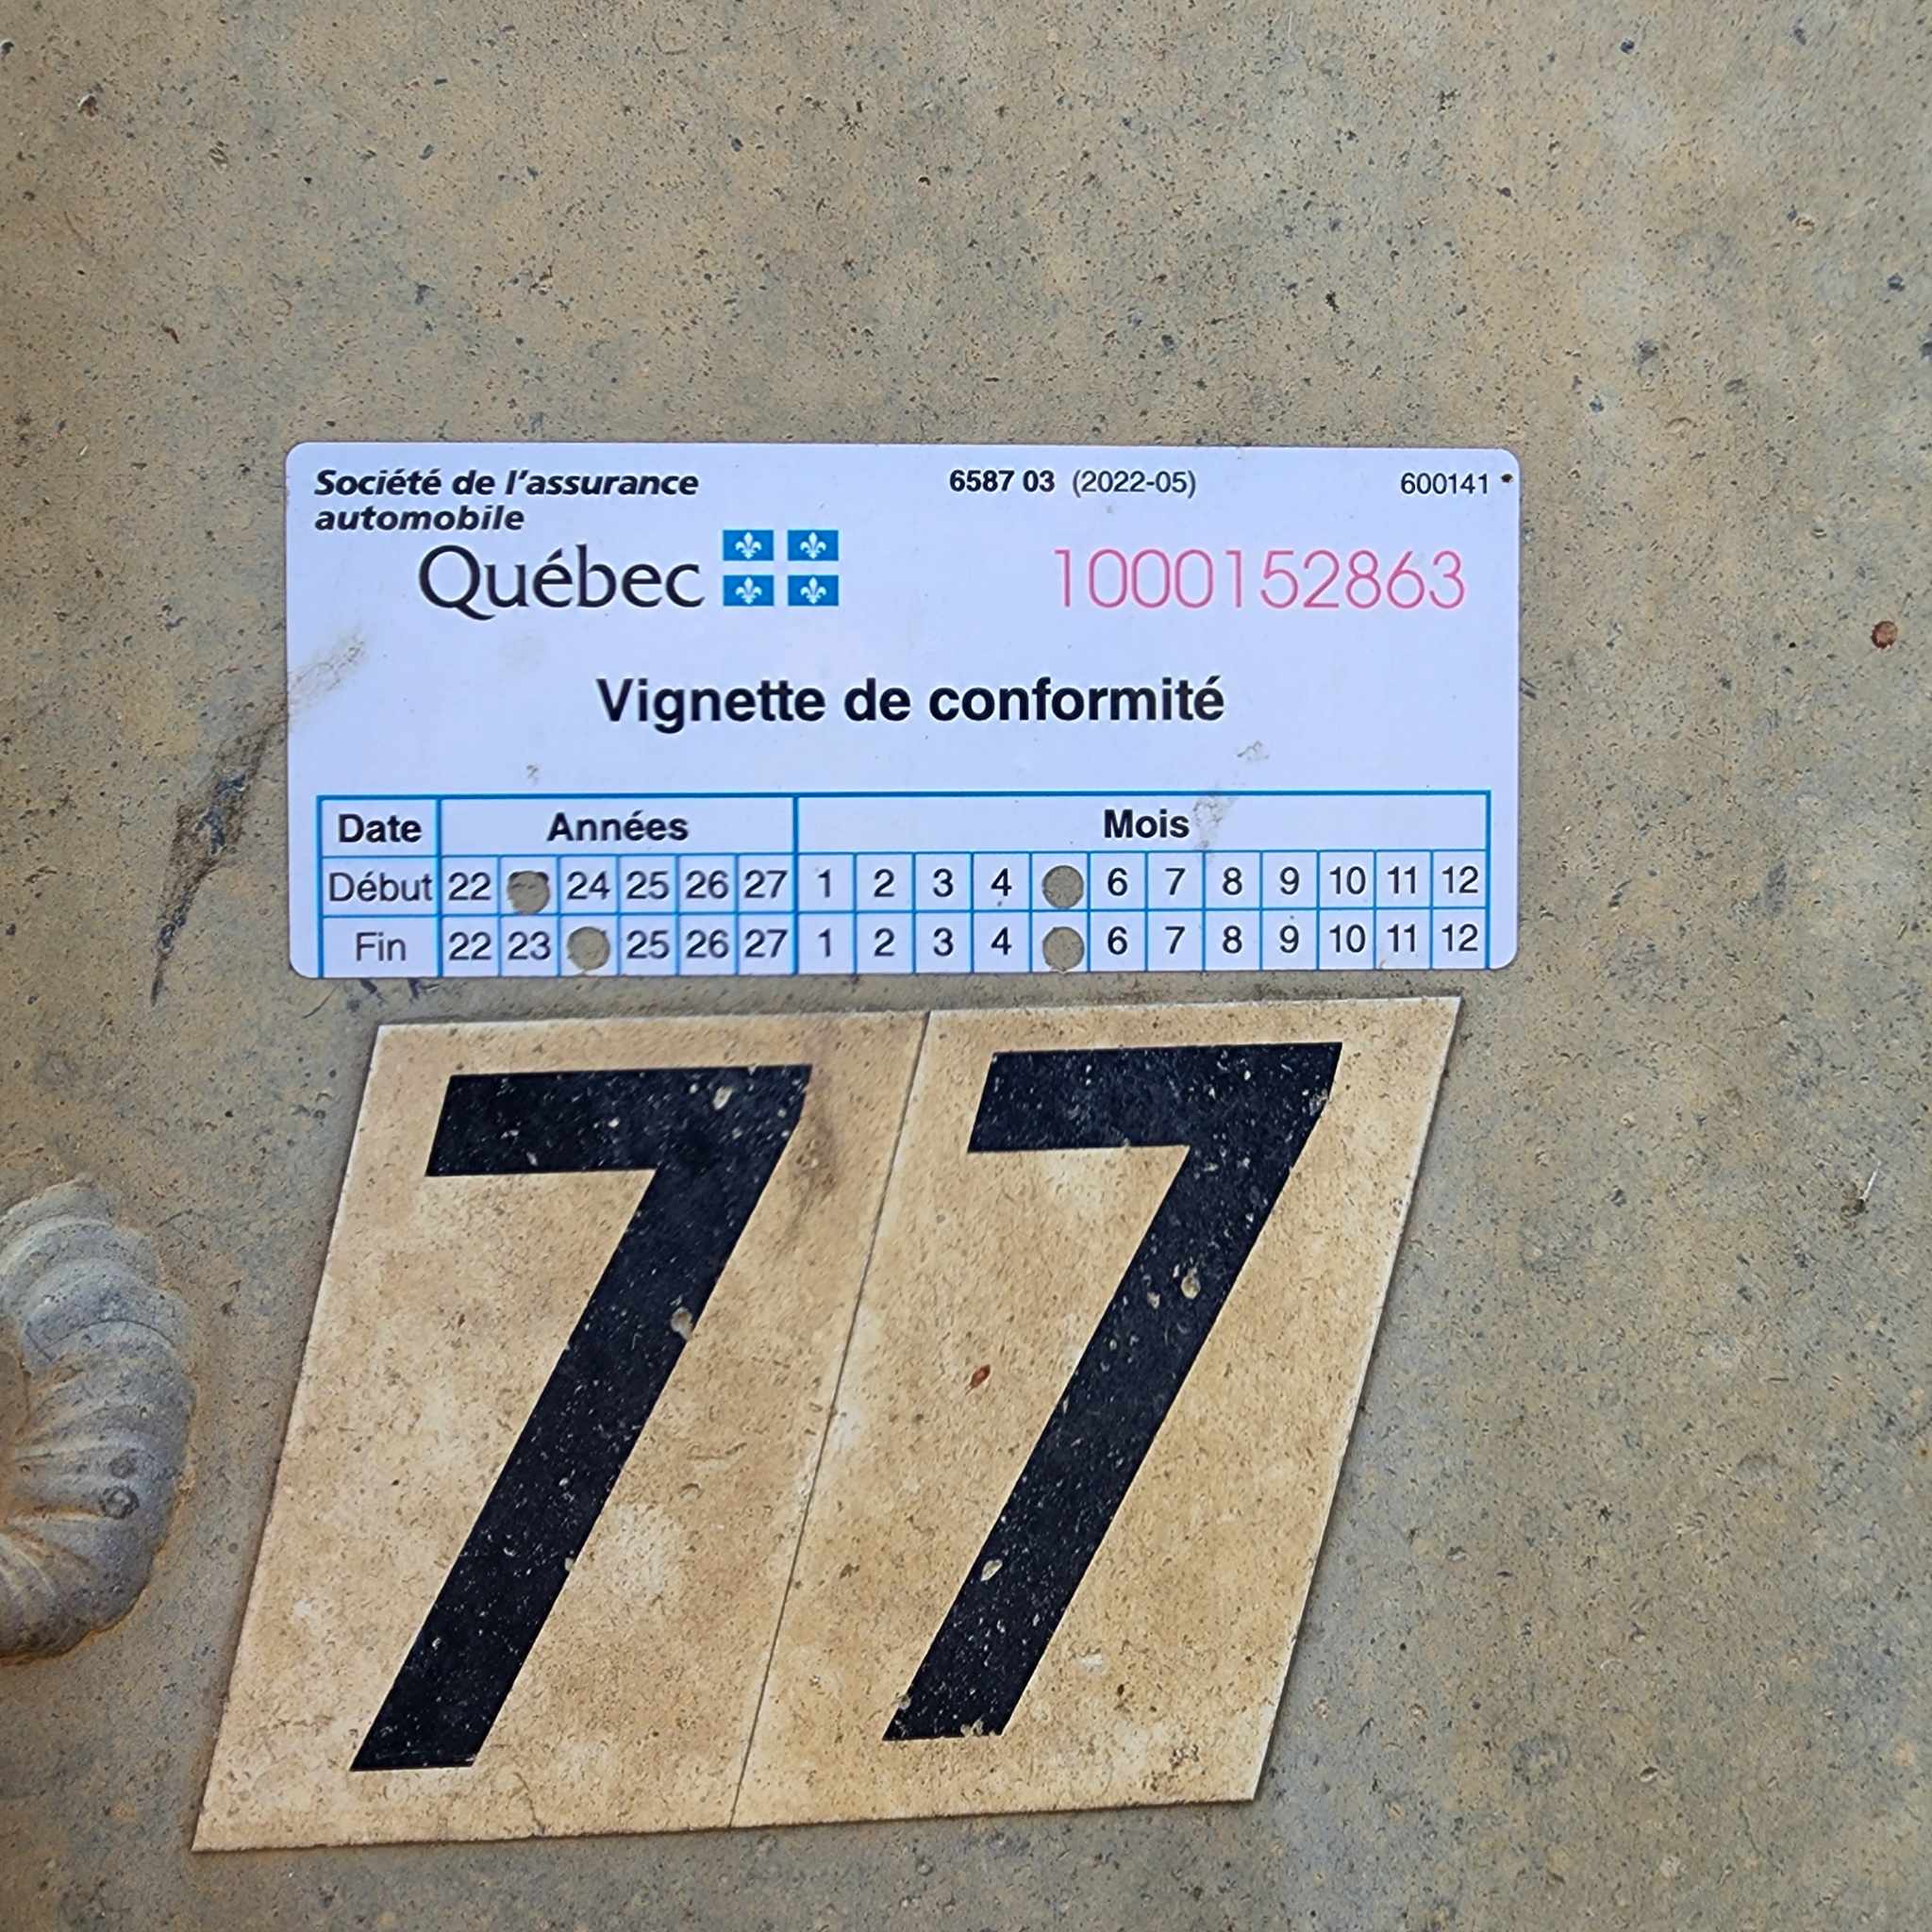 Société de l'assurance
automobile
6587 03 (2022-05)
600141
Québec
1000152863
Vignette de conformité
Date Années Mois
Début 22 24 25 26 27 1 2 3 4 6 7 8 9 10 11 12
Fin 22 23 25 26 27 1 2 3 4 6 7 8 9 10 11 12
77